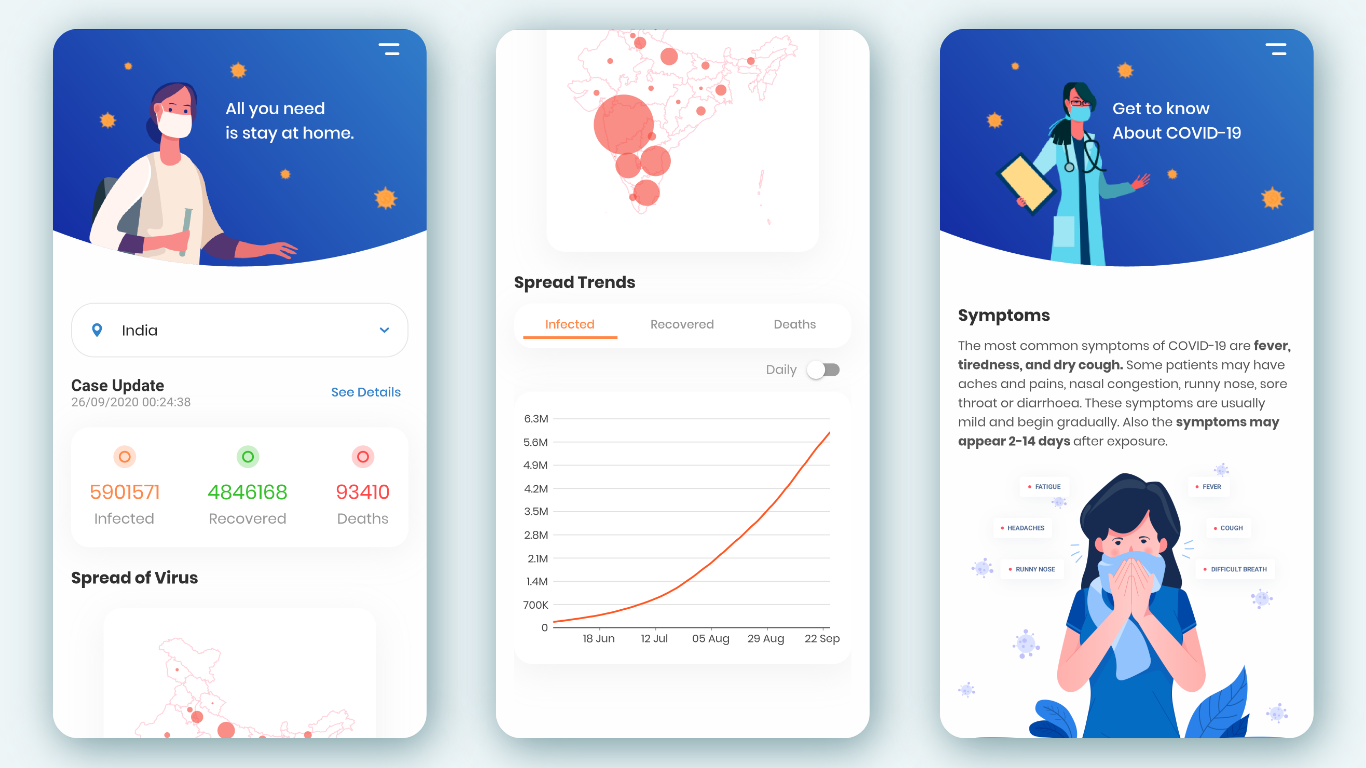 All you need
is stay at home.
India
Case Update
26/09/2020 00:24:38
See Details
5901571
4846168
93410
Infected
Recovered
Deaths
Spread of Virus
Spread Trends
Infected
Recovered
Deaths
Daily
6.3M
5.6M
4.9M
4.2M
3.5M
2.8M
2.1M
1.4M
700K
0
18 Jun
12 Jul
05 Aug
29 Aug
22 Sep
Get to know
About COVID-19
Symptoms
The most common symptoms of COVID-19 are fever,
tiredness, and dry cough. Some patients may have
aches and pains, nasal congestion, runny nose, sore
throat or diarrhoea. These symptoms are usually
mild and begin gradually. Also the symptoms may
appear 2-14 days after exposure.
FATIGUE
FEVER
HEADACHES
COUGH
RUNNY NOSE
DIFFICULT BREATH